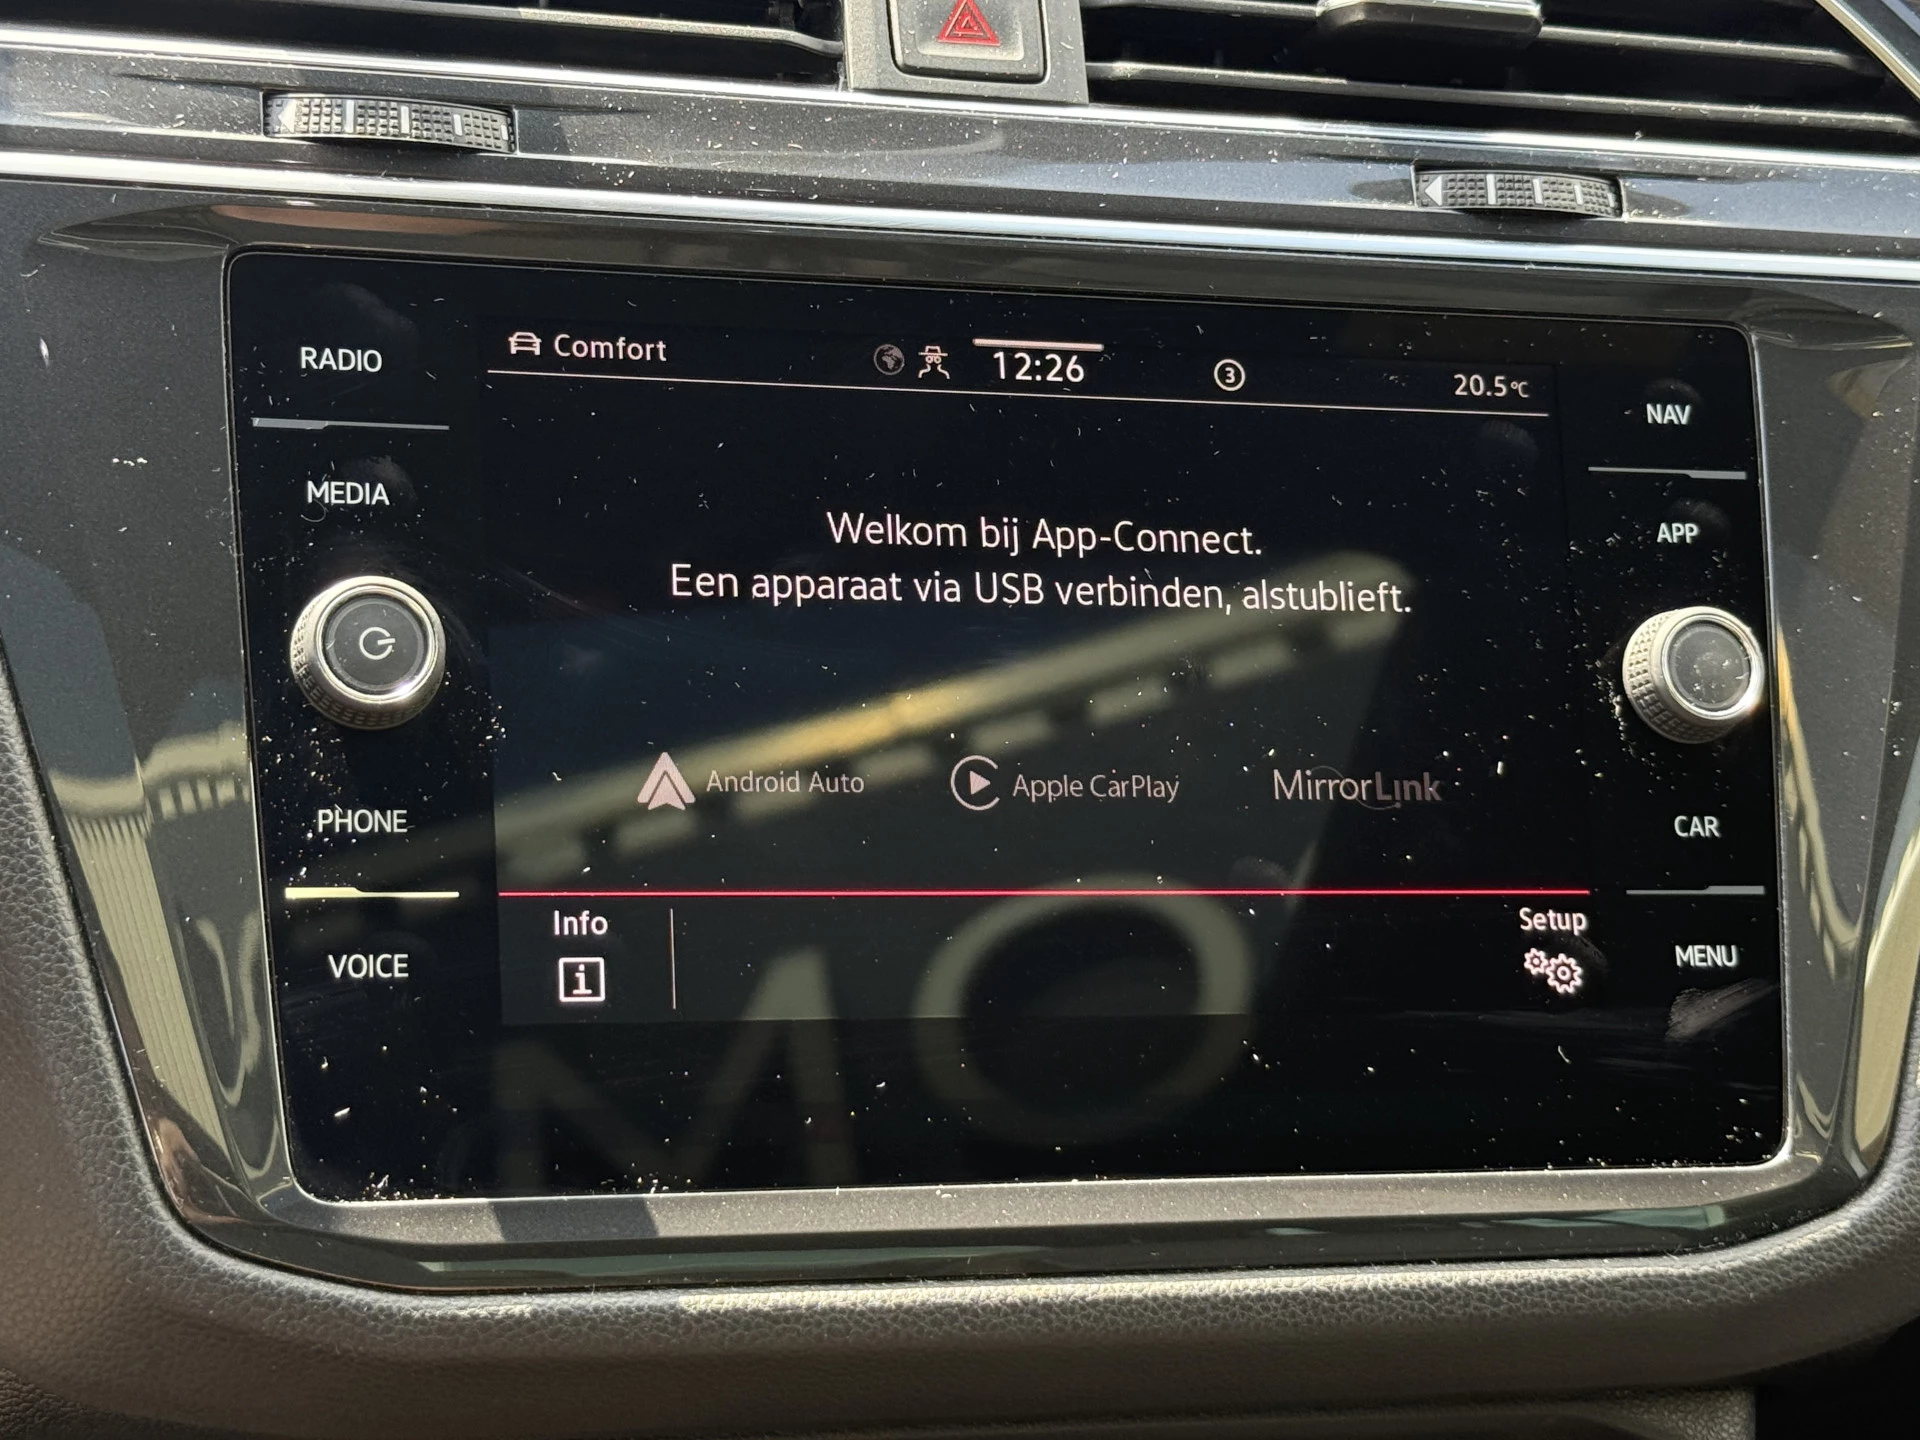 RADIO
MEDIA
PHONE
VOICE
Comfort
12:26
3
20.5°C
Welkom bij App-Connect.
Een apparaat via USB verbinden, alstublieft.
Android Auto
Apple CarPlay
MirrorLink
Info
i
Setup
NAV
APP
CAR
MENU